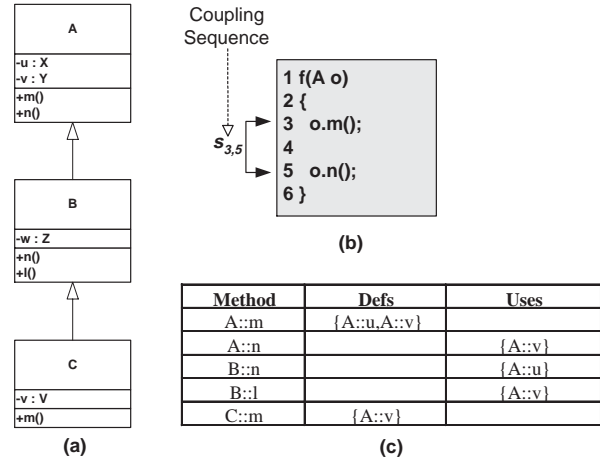 A
-u : X
-v : Y
+m()
+n()
B
-w : Z
+n()
+l()
C
-v : V
+m()
(a)
Coupling
Sequence
s3,5
1 f(A o)
2 {
3 o.m();
4
5 o.n();
6 }
(b)
Method Defs Uses
A::m {A::u,A::v}
A::n {A::v}
B::n {A::u}
B::l {A::v}
C::m {A::v}
(c)